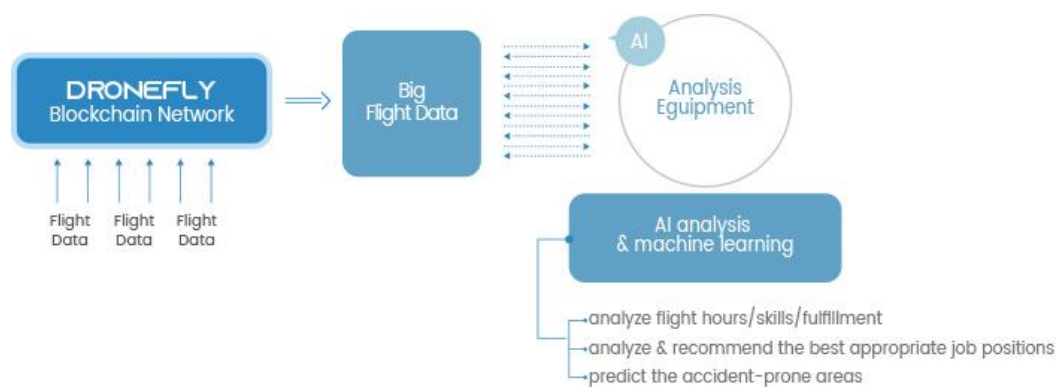 DRONEFLY
Blockchain Network
Big
Flight Data
AI
Analysis
Eguipment
Flight
Data
Flight
Data
Flight
Data
AI analysis
& machine learning
analyze flight hours/skills/fulfillment
analyze & recommend the best appropriate job positions
predict the accident-prone areas